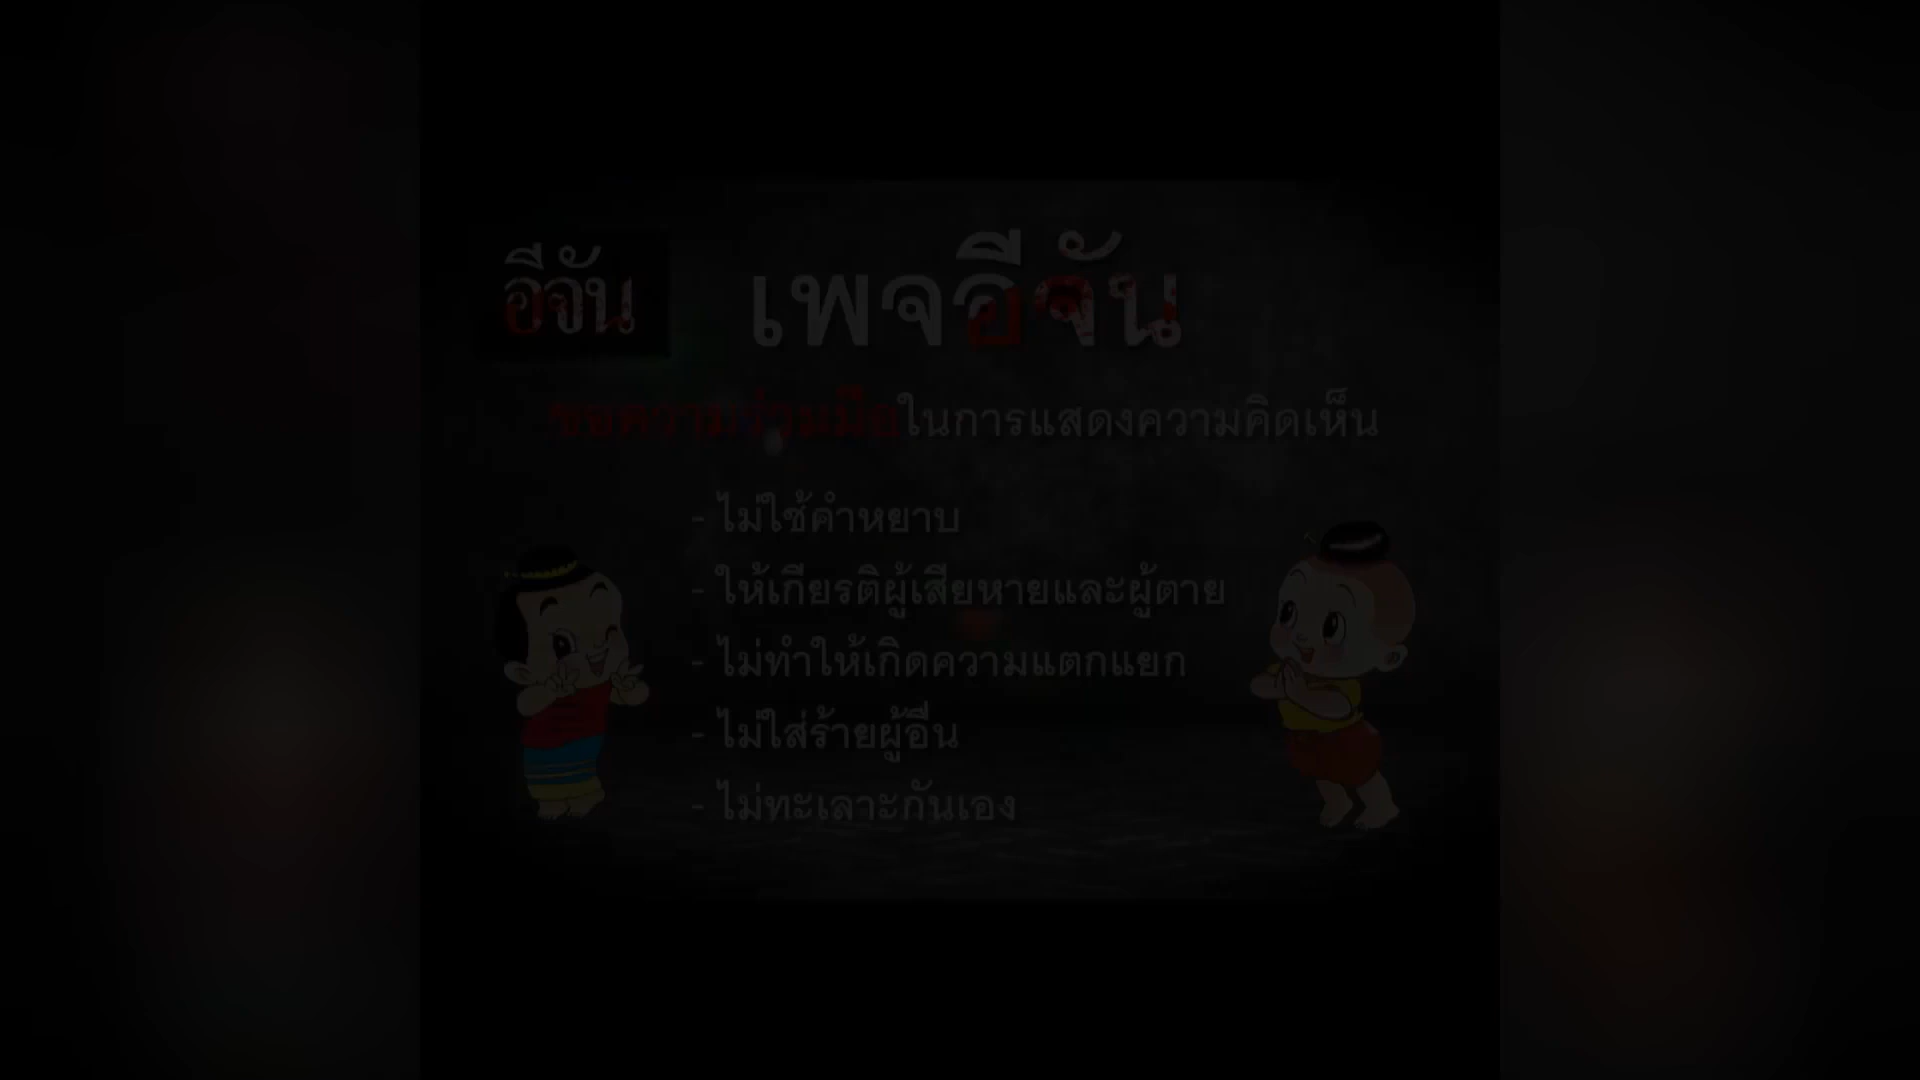 อีจัน
เพจอีจัน
ขอความร่วมมือในการแสดงความคิดเห็น
- ไม่ใช้คำหยาบ
- ให้เกียรติผู้เสียหายและผู้ตาย
- ไม่ทำให้เกิดความแตกแยก
- ไม่ใส่ร้ายผู้อื่น
- ไม่ทะเลาะกันเอง